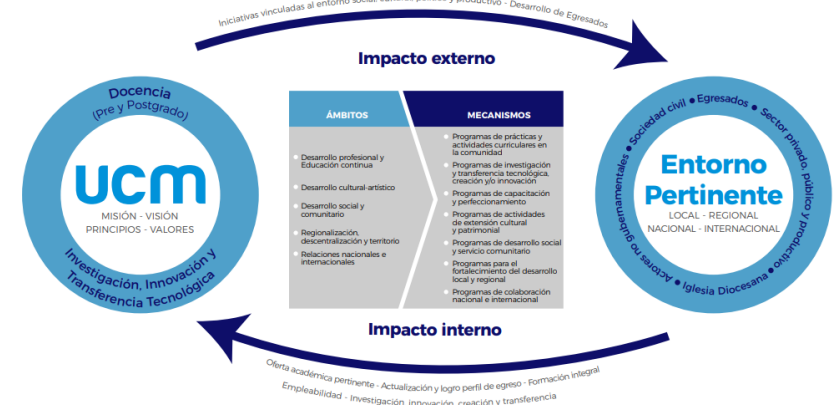 Iniciativas vinculadas al entorno social, cultural, político y productivo - Desarrollo de Egresados
Impacto externo
Docencia
(Pre y Postgrado)
ucm
MISIÓN - VISIÓN
PRINCIPIOS - VALORES
Investigación, Innovación y
Transferencia Tecnológica
ÁMBITOS
Desarrollo profesional y
Educación continua
Desarrollo cultural-artístico
Desarrollo social y
comunitario
Regionalización,
descentralización y territorio
Relaciones nacionales e
internacionales
MECANISMOS
Programas de prácticas y
actividades curriculares en
la comunidad
Programas de investigación
y transferencia tecnológica,
creación y/o innovación
Programas de capacitación
y perfeccionamiento
Programas de actividades
de extensión cultural
y patrimonial
Programas de desarrollo social
y servicio comunitario
Programas para el
fortalecimiento del desarrollo
local y regional
Programas de colaboración
nacional e internacional
Actores no gubernamentales • Sociedad civil • Egresados • Sector privado, público y productivo • Iglesia Diocesana •
Entorno
Pertinente
LOCAL - REGIONAL
NACIONAL - INTERNACIONAL
Impacto interno
Oferta académica pertinente - Actualización y logro perfil de egreso - Formación integral
Empleabilidad - Investigación, innovación, creación y transferencia